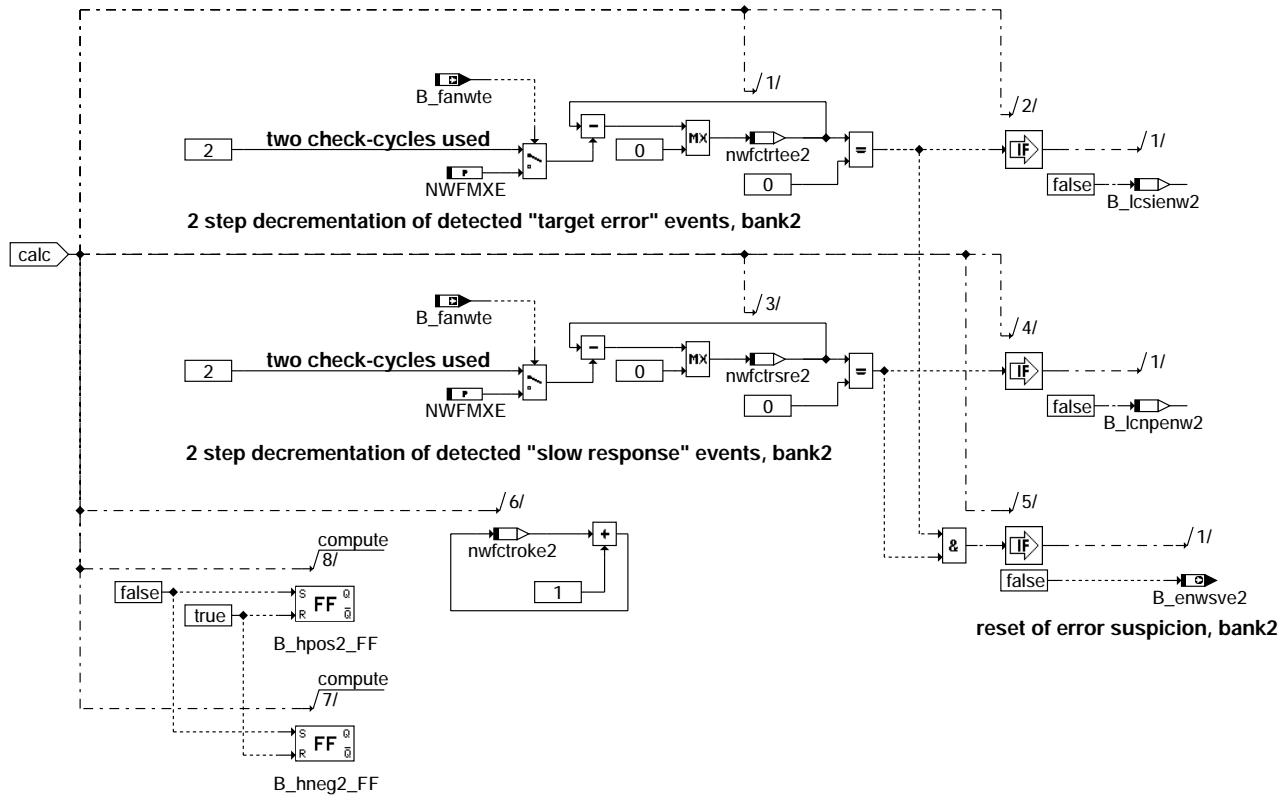 /1/
/2/
B_fanwte
two check-cycles used
2
-
0
MX
nwfctrtee2
=
0
IF
/1/
false
B_lcsienw2
P
NWFMXE
2 step decrementation of detected "target error" events, bank2
calc
/3/
/4/
B_fanwte
two check-cycles used
2
-
0
MX
nwfctrsre2
=
0
IF
/1/
false
B_lcnpenw2
P
NWFMXE
2 step decrementation of detected "slow response" events, bank2
/6/
/5/
nwfctroke2
+
1
&
IF
/1/
false
B_enwsve2
reset of error suspicion, bank2
compute
8/
false
true
S Q
FF
R Q
B_hpos2_FF
compute
7/
S Q
FF
R Q
B_hneg2_FF